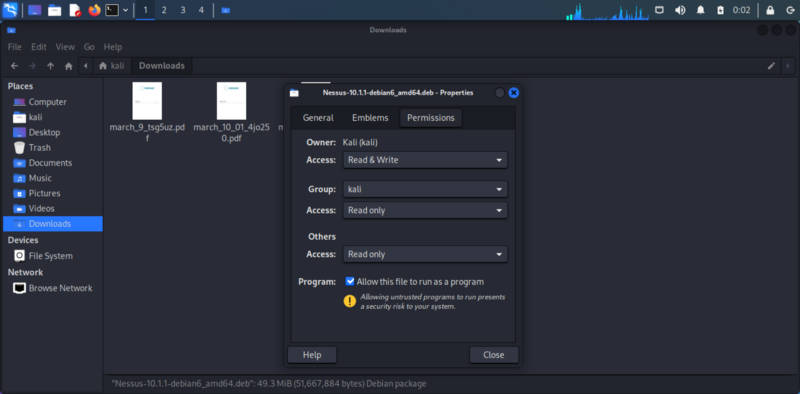 1 2 3 4
0:02
Downloads
File Edit View Go Help
kali Downloads
Places
Computer
kali
Desktop
Trash
Documents
Music
Pictures
Videos
Downloads
Devices
File System
Network
Browse Network
march_9_tsg5uz.pd
f
march_10_01_4jo25
0.pdf
Nessus-10.1.1-debian6_amd64.deb - Properties
General Emblems Permissions
Owner: Kali (kali)
Access: Read & Write
Group: kali
Access: Read only
Others
Access: Read only
Program: Allow this file to run as a program
Allowing untrusted programs to run presents
a security risk to your system.
Help Close
"Nessus-10.1.1-debian6_amd64.deb": 49.3 MiB (51,667,884 bytes) Debian package